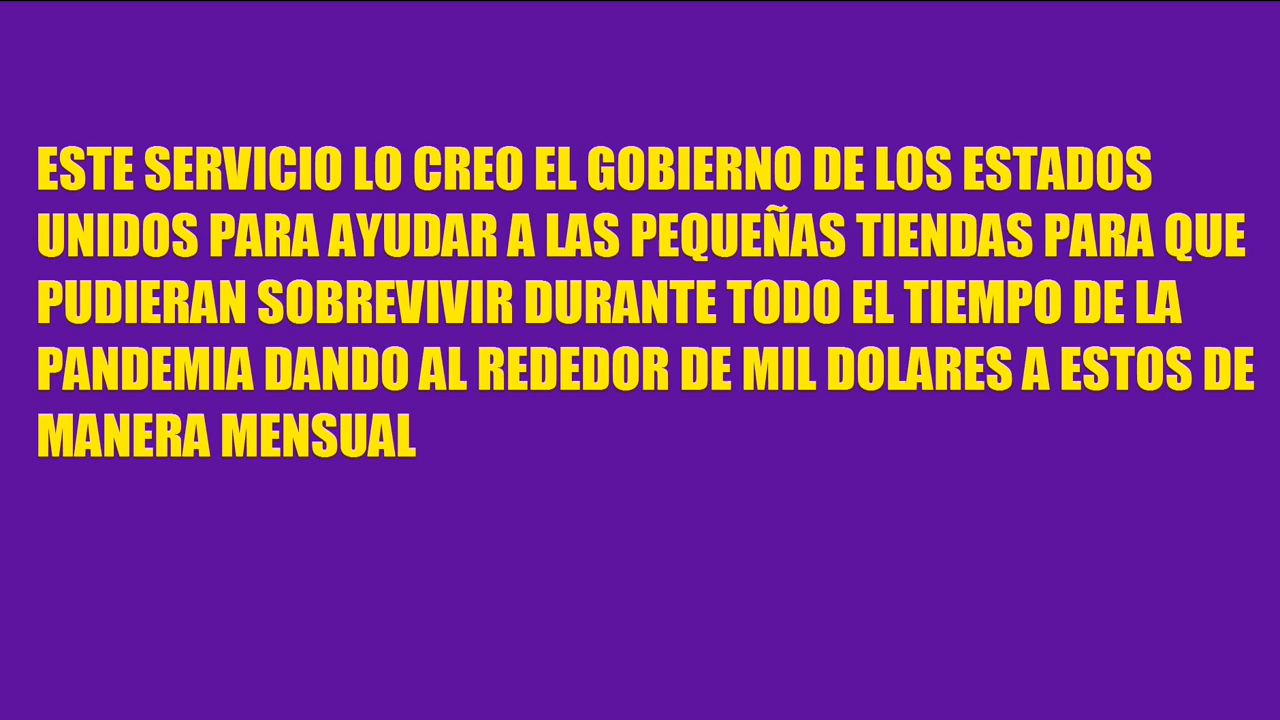 ESTE SERVICIO LO CREO EL GOBIERNO DE LOS ESTADOS
UNIDOS PARA AYUDAR A LAS PEQUEÑAS TIENDAS PARA QUE
PUDIERAN SOBREVIVIR DURANTE TODO EL TIEMPO DE LA
PANDEMIA DANDO AL REDEDOR DE MIL DOLARES A ESTOS DE
MANERA MENSUAL